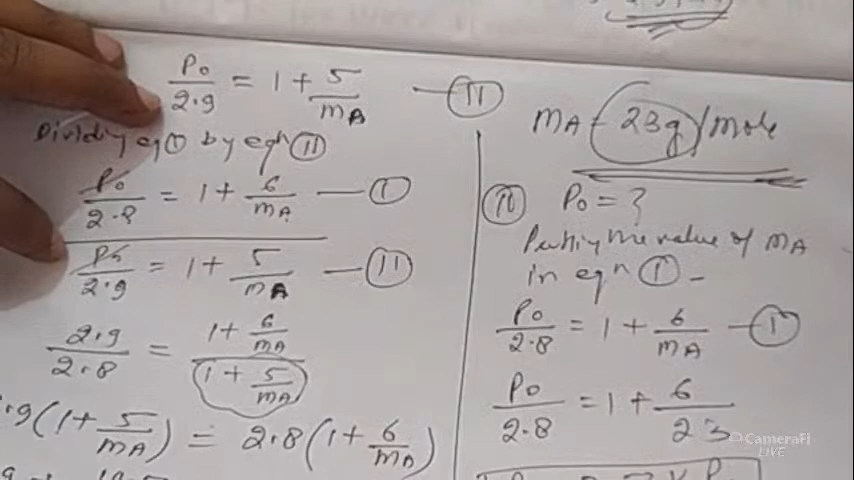 P₀/2.9 = 1 + 5/MA — (II)
Dividing eq (I) by eqn (II)
P₀/2.8 = 1 + 6/MA — (I)
P₀/2.9 = 1 + 5/MA — (II)
2.9/2.8 = (1 + 6/MA)/(1 + 5/MA)
.9(1 + 5/MA) = 2.8(1 + 6/MA)
MA = 23g/mole
(II) P₀ = ?
Putting the value of MA
in eqn (I) –
P₀/2.8 = 1 + 6/MA — (I)
P₀/2.8 = 1 + 6/23
CameraFi
LIVE